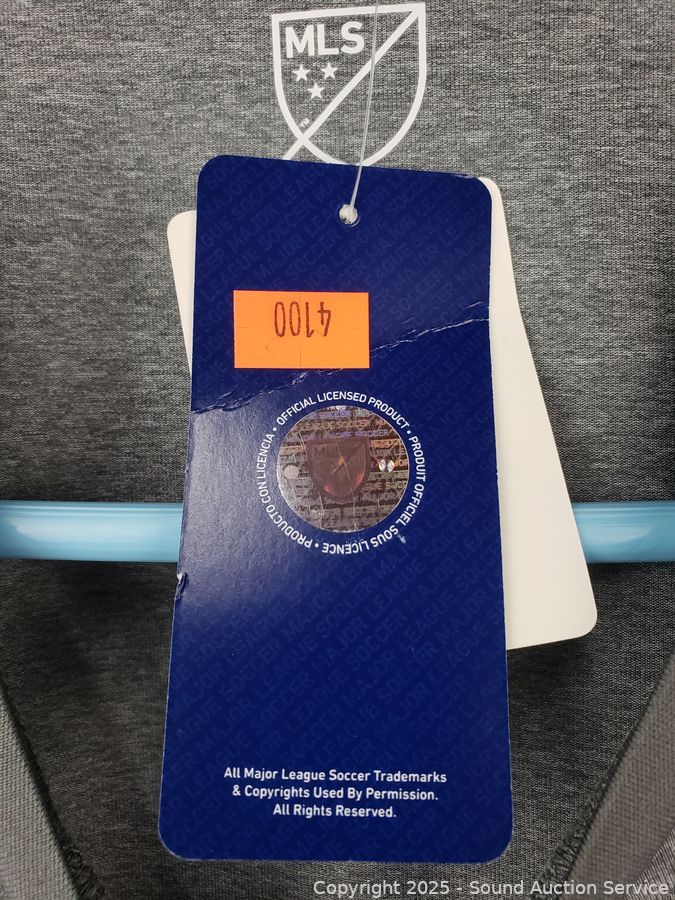 MLS
TM
4100
• OFFICIAL LICENSED PRODUCT • PRODUIT OFFICIEL SOUS LICENCE • PRODUCTO CON LICENCIA
All Major League Soccer Trademarks
& Copyrights Used By Permission.
All Rights Reserved.
Copyright 2025 - Sound Auction Service